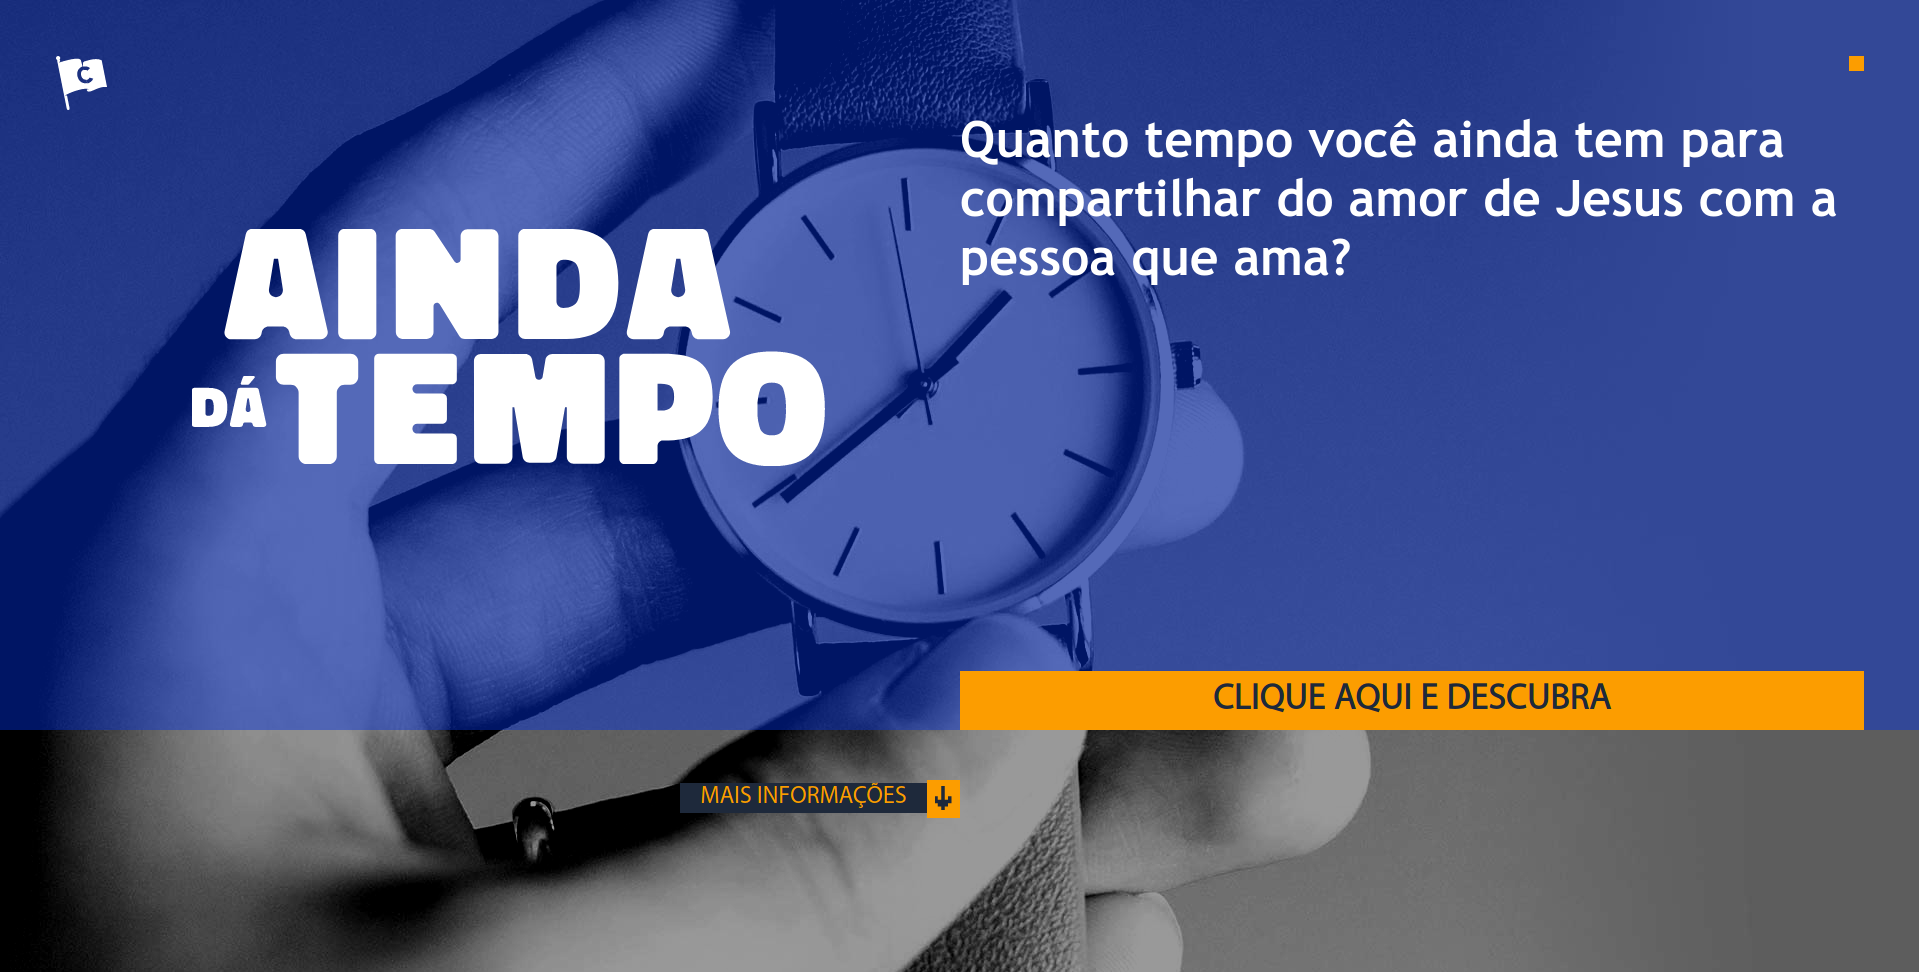 C
AINDA
DÁ TEMPO
Quanto tempo você ainda tem para
compartilhar do amor de Jesus com a
pessoa que ama?
CLIQUE AQUI E DESCUBRA
MAIS INFORMAÇÕES